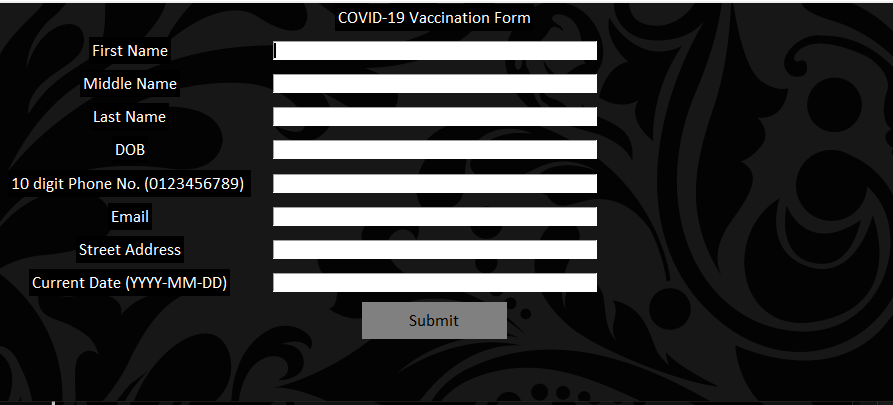 COVID-19 Vaccination Form
First Name
Middle Name
Last Name
DOB
10 digit Phone No. (0123456789)
Email
Street Address
Current Date (YYYY-MM-DD)
Submit